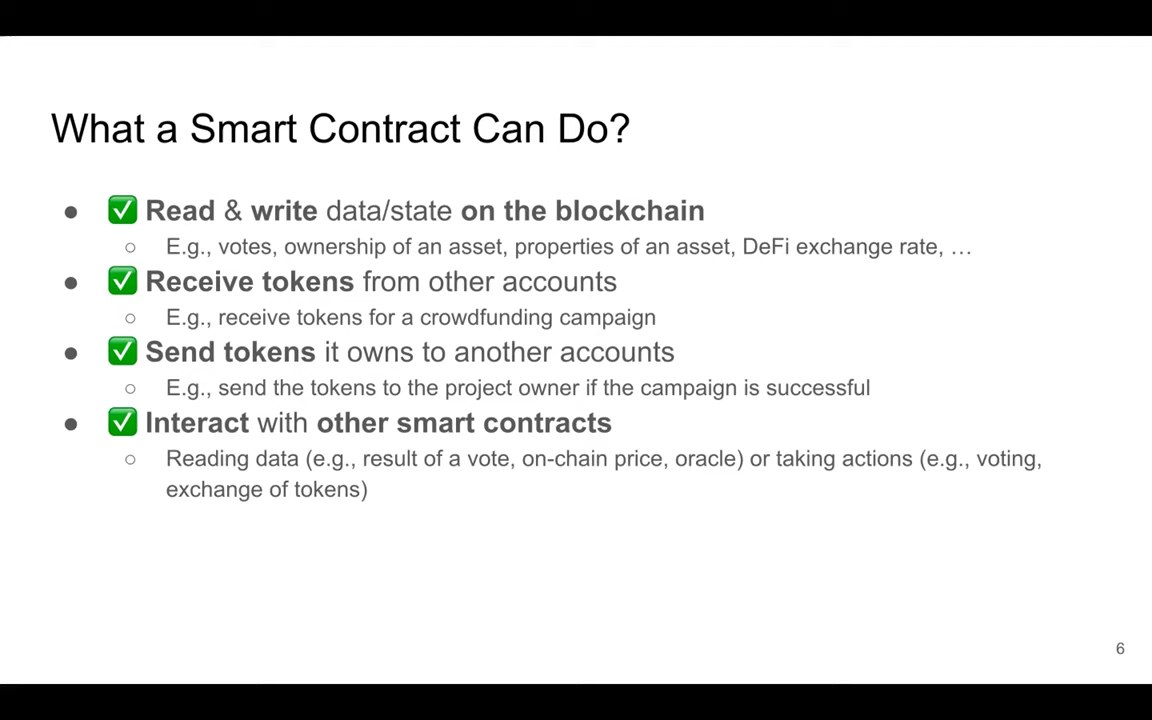 What a Smart Contract Can Do?
● ✅ Read & write data/state on the blockchain
○ E.g., votes, ownership of an asset, properties of an asset, DeFi exchange rate, …
● ✅ Receive tokens from other accounts
○ E.g., receive tokens for a crowdfunding campaign
● ✅ Send tokens it owns to another accounts
○ E.g., send the tokens to the project owner if the campaign is successful
● ✅ Interact with other smart contracts
○ Reading data (e.g., result of a vote, on-chain price, oracle) or taking actions (e.g., voting,
exchange of tokens)
6